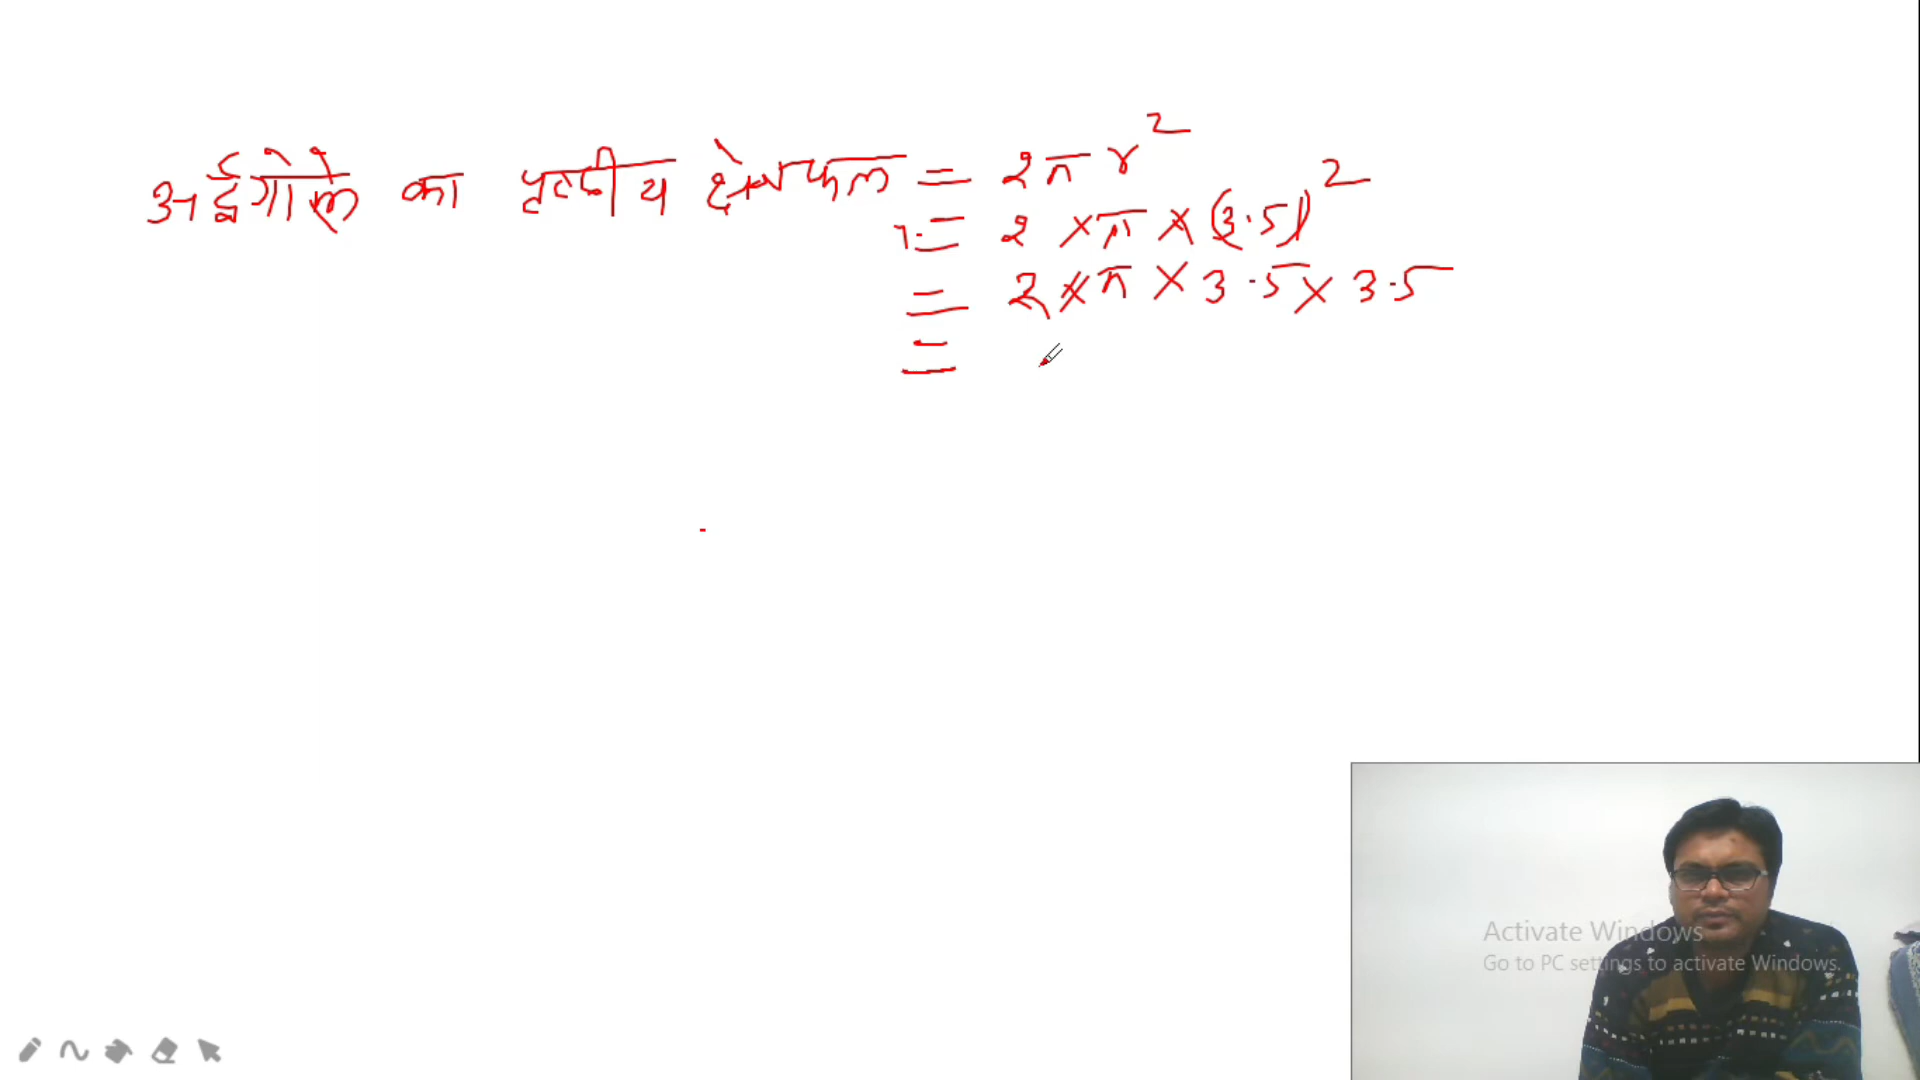 अर्द्धगोले का पृष्ठीय क्षेत्रफल = 2πr²
= 2 × π × (3.5)²
= 2 × π × 3.5 × 3.5
=
Activate Windows
Go to PC settings to activate Windows.